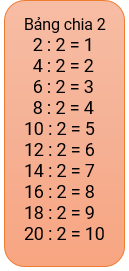 Bảng chia 2
2 : 2 = 1
4 : 2 = 2
6 : 2 = 3
8 : 2 = 4
10 : 2 = 5
12 : 2 = 6
14 : 2 = 7
16 : 2 = 8
18 : 2 = 9
20 : 2 = 10